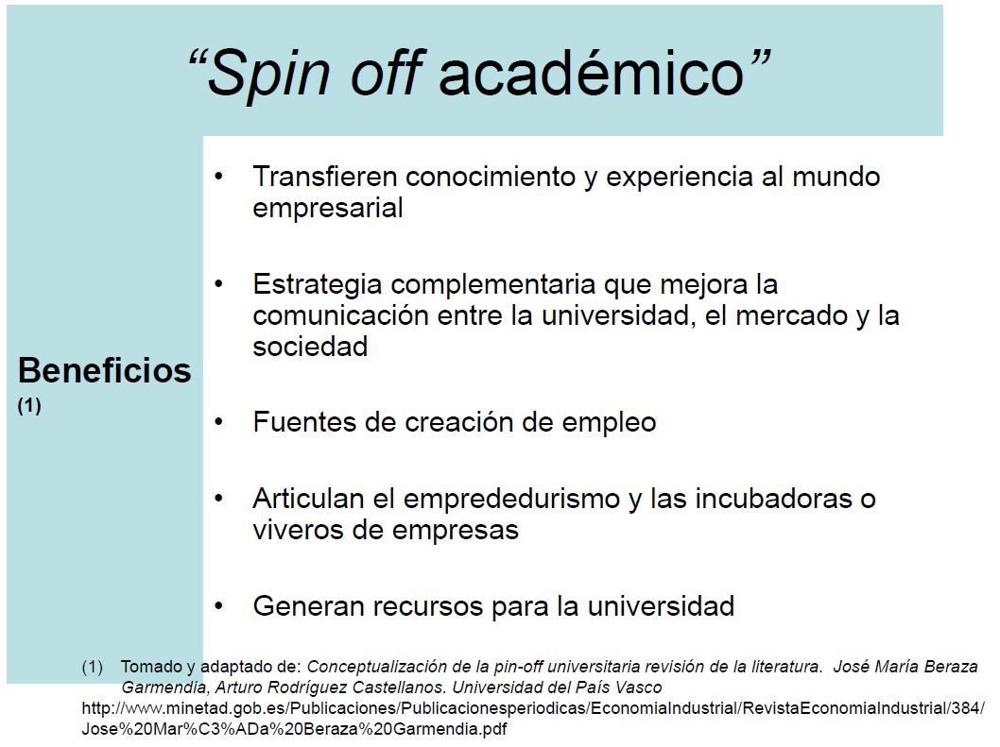 “Spin off académico”
Beneficios
(1)
• Transfieren conocimiento y experiencia al mundo
empresarial
• Estrategia complementaria que mejora la
comunicación entre la universidad, el mercado y la
sociedad
• Fuentes de creación de empleo
• Articulan el emprededurismo y las incubadoras o
viveros de empresas
• Generan recursos para la universidad
(1) Tomado y adaptado de: Conceptualización de la pin-off universitaria revisión de la literatura. José María Beraza
Garmendia, Arturo Rodríguez Castellanos. Universidad del País Vasco
http://www.minetad.gob.es/Publicaciones/Publicacionesperiodicas/EconomiaIndustrial/RevistaEconomiaIndustrial/384/
Jose%20Mar%C3%ADa%20Beraza%20Garmendia.pdf